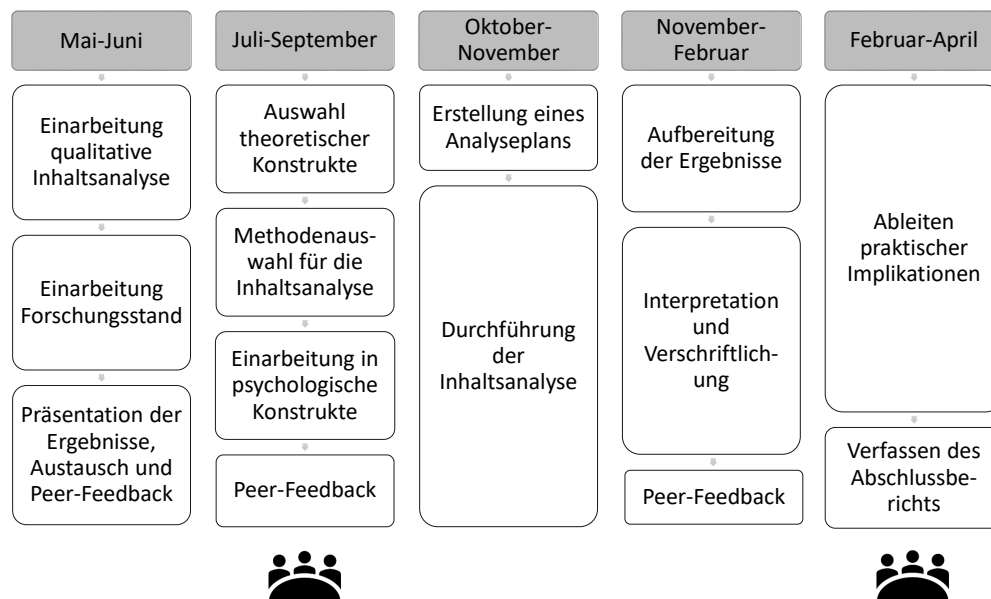 Mai-Juni
Einarbeitung
qualitative
Inhaltsanalyse
Einarbeitung
Forschungsstand
Präsentation der
Ergebnisse,
Austausch und
Peer-Feedback
Juli-September
Auswahl
theoretischer
Konstrukte
Methodenaus-
wahl für die
Inhaltsanalyse
Einarbeitung in
psychologische
Konstrukte
Peer-Feedback
Oktober-
November
Erstellung eines
Analyseplans
Durchführung
der
Inhaltsanalyse
November-
Februar
Aufbereitung
der Ergebnisse
Interpretation
und
Verschriftlich-
ung
Peer-Feedback
Februar-April
Ableiten
praktischer
Implikationen
Verfassen des
Abschlussbe-
richts